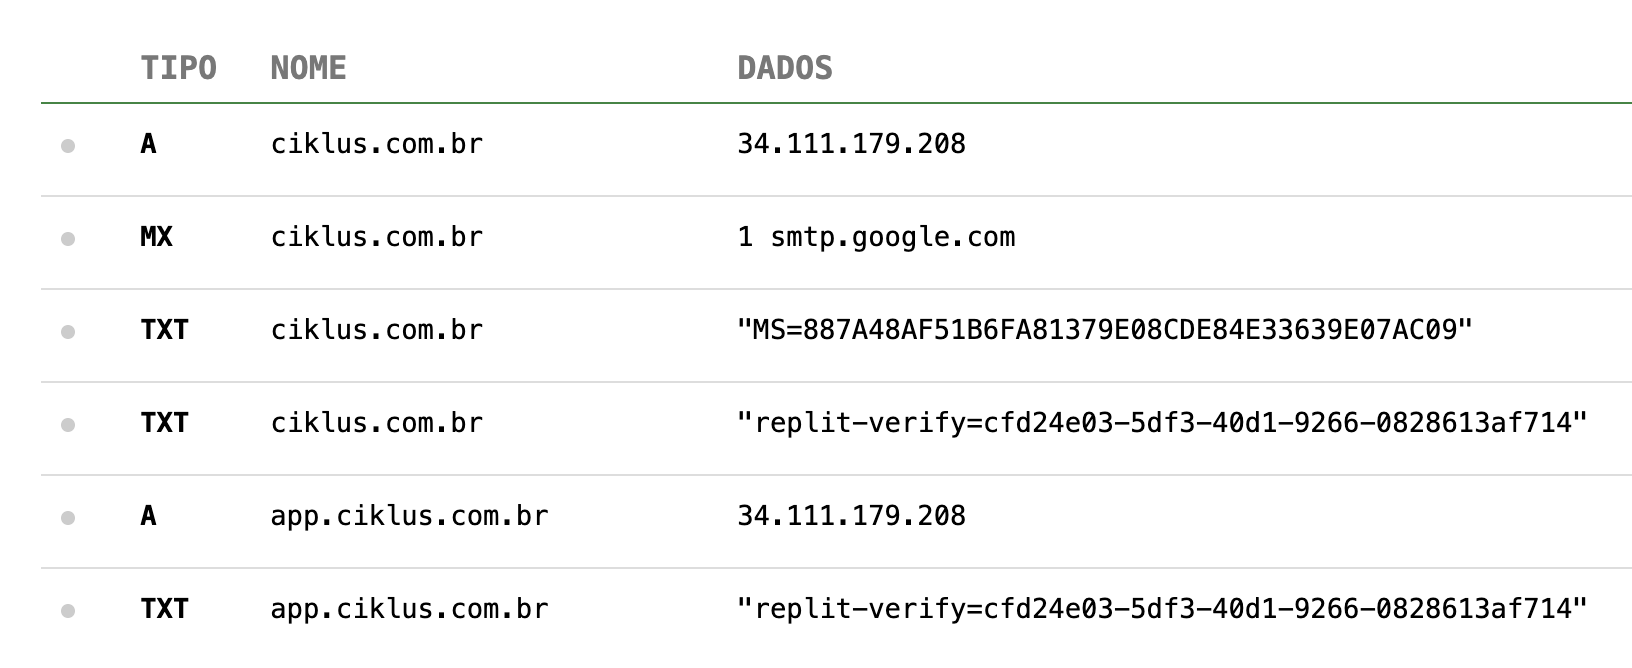 TIPO NOME DADOS
A ciklus.com.br 34.111.179.208
MX ciklus.com.br 1 smtp.google.com
TXT ciklus.com.br "MS=887A48AF51B6FA81379E08CDE84E33639E07AC09"
TXT ciklus.com.br "replit-verify=cfd24e03-5df3-40d1-9266-0828613af714"
A app.ciklus.com.br 34.111.179.208
TXT app.ciklus.com.br "replit-verify=cfd24e03-5df3-40d1-9266-0828613af714"